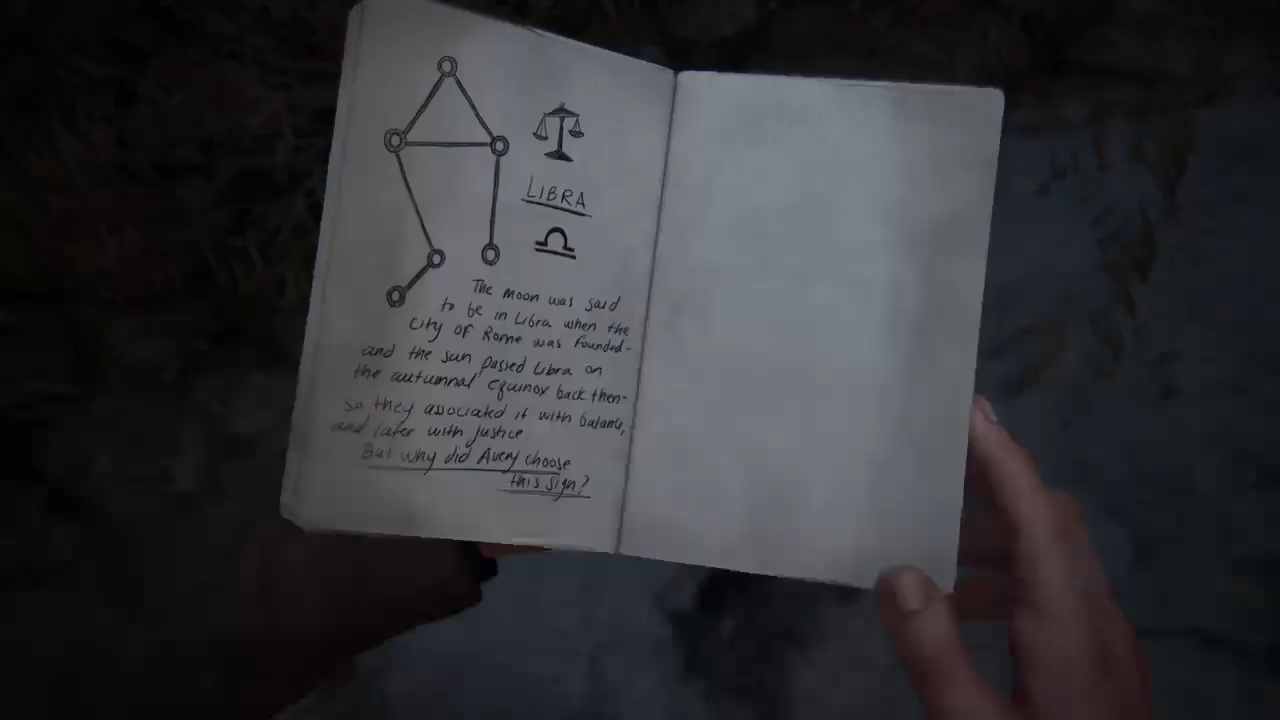 LIBRA
The moon was said
to be in Libra when the
City of Rome was founded-
and the sun passed Libra on
the autumnal equinox back then-
so they associated it with balance,
and later with justice.
But why did Avery choose
this sign?